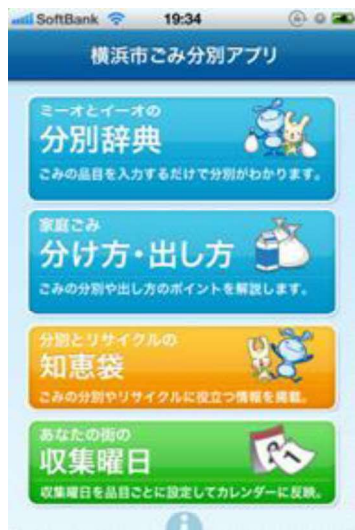 SoftBank 19:34
横浜市ごみ分別アプリ
ミーオとイーオの
分別辞典
ごみの品目を入力するだけで分別がわかります。
家庭ごみ
分け方・出し方
ごみの分別や出し方のポイントを解説します。
分別とリサイクルの
知恵袋
ごみの分別やリサイクルに役立つ情報を掲載。
あなたの街の
収集曜日
収集曜日を品目ごとに設定してカレンダーに反映。
1
i